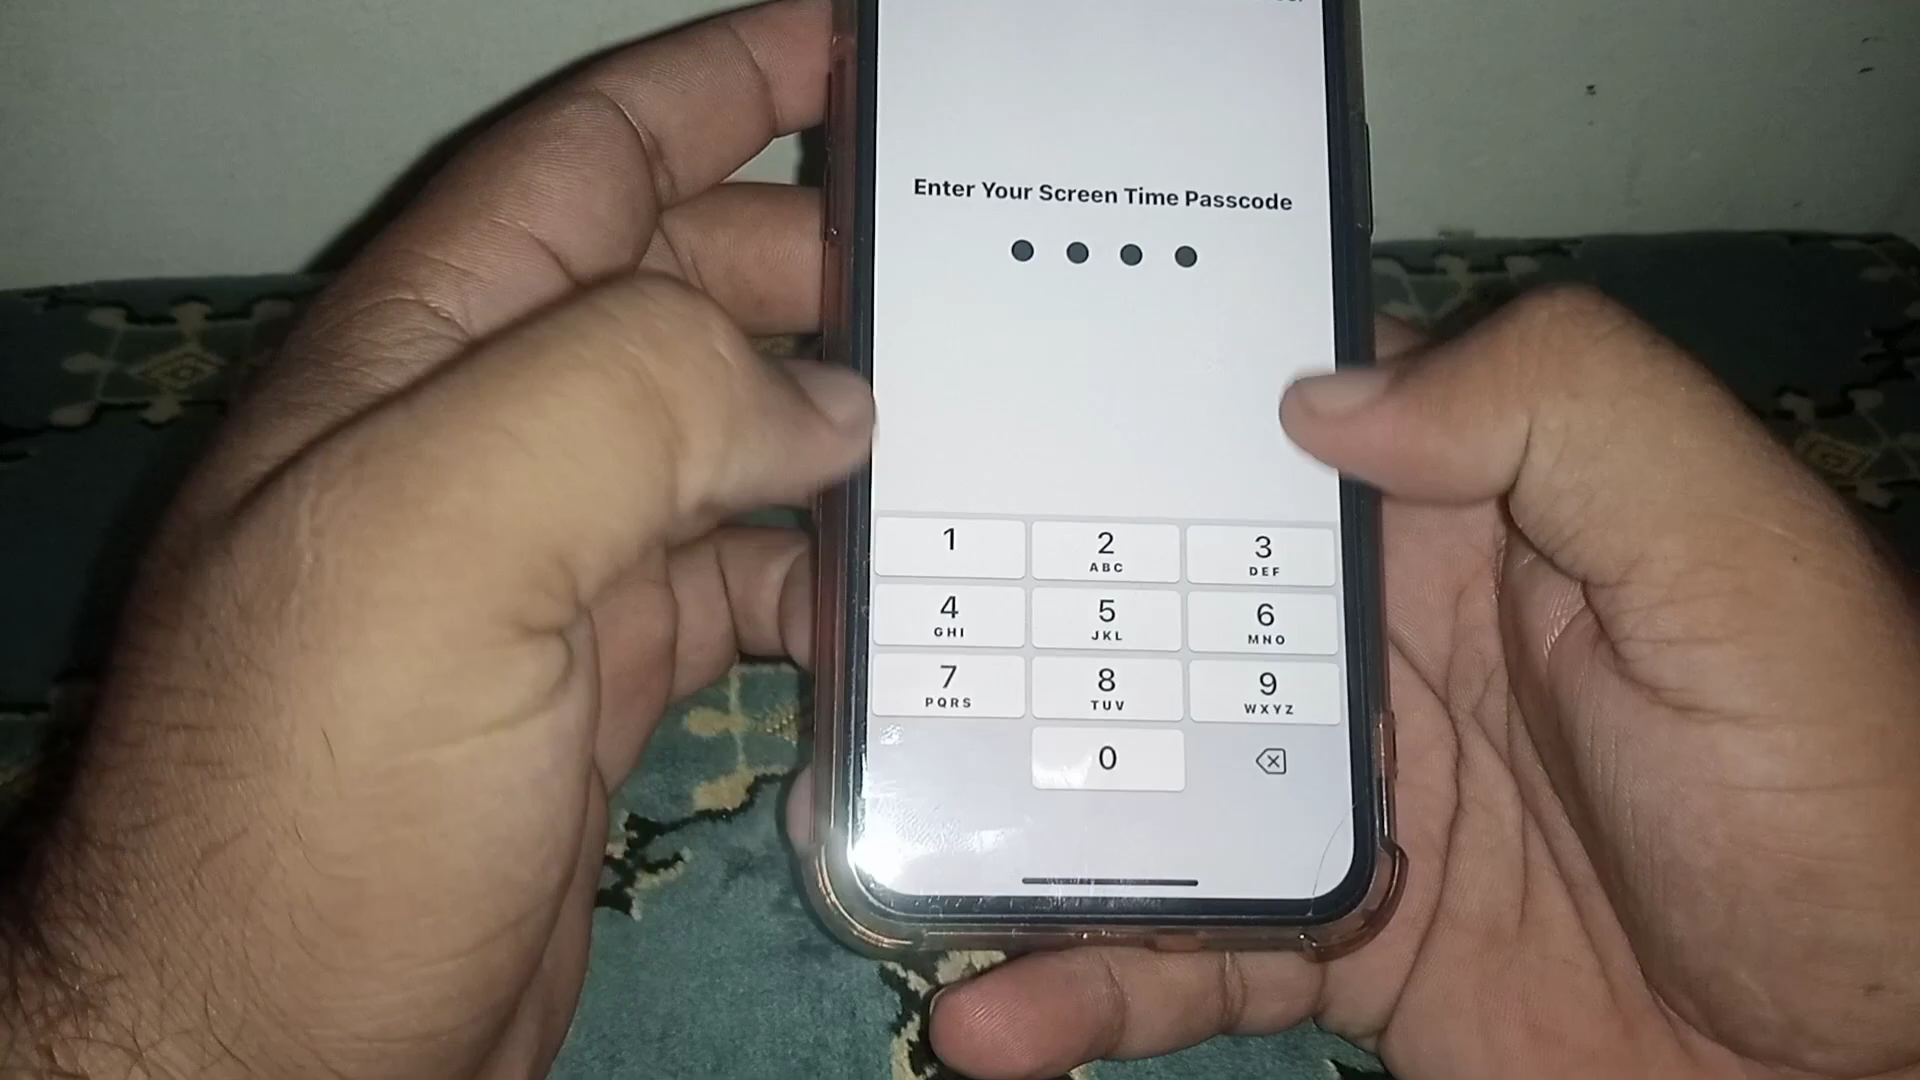 Enter Your Screen Time Passcode
1 2 3
ABC DEF
4 5 6
GHI JKL MNO
7 8 9
PQRS TUV WXYZ
0